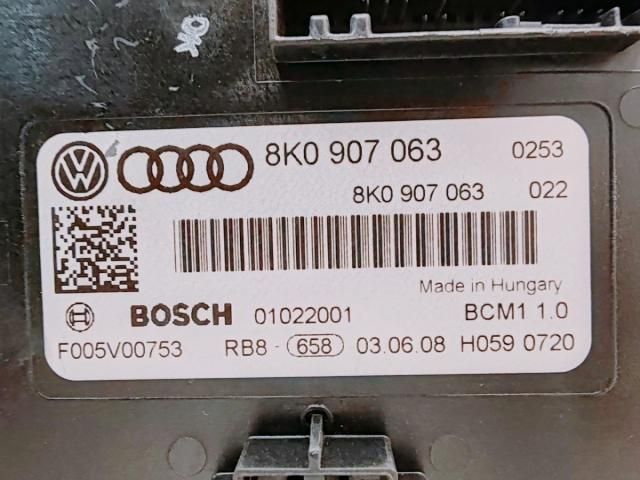 OK
8K0 907 063 0253
8K0 907 063 022
Made in Hungary
BOSCH 01022001 BCM1 1.0
F005V00753 RB8 - 658 03.06.08 H059 0720